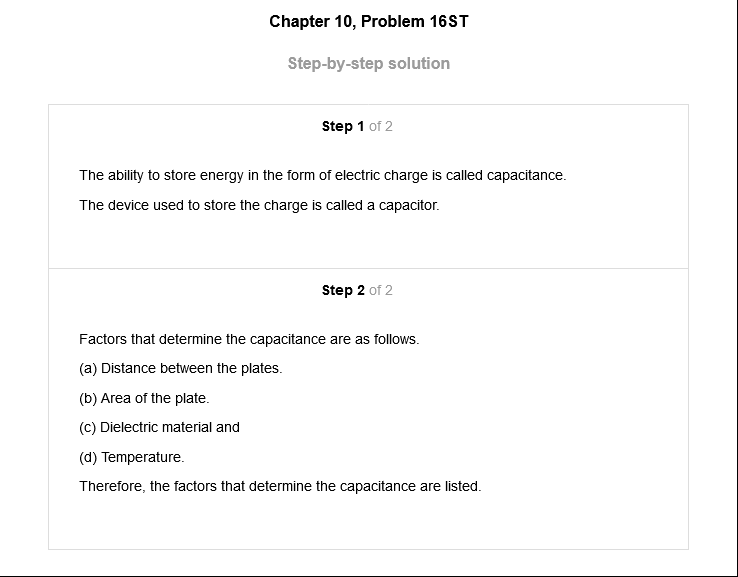 Chapter 10, Problem 16ST
Step-by-step solution
Step 1 of 2
The ability to store energy in the form of electric charge is called capacitance.
The device used to store the charge is called a capacitor.
Step 2 of 2
Factors that determine the capacitance are as follows.
(a) Distance between the plates.
(b) Area of the plate.
(c) Dielectric material and
(d) Temperature.
Therefore, the factors that determine the capacitance are listed.